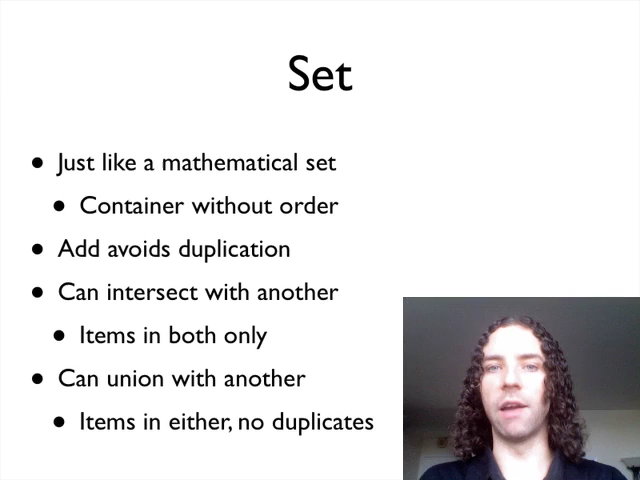 Set
• Just like a mathematical set
• Container without order
• Add avoids duplication
• Can intersect with another
• Items in both only
• Can union with another
• Items in either, no duplicates